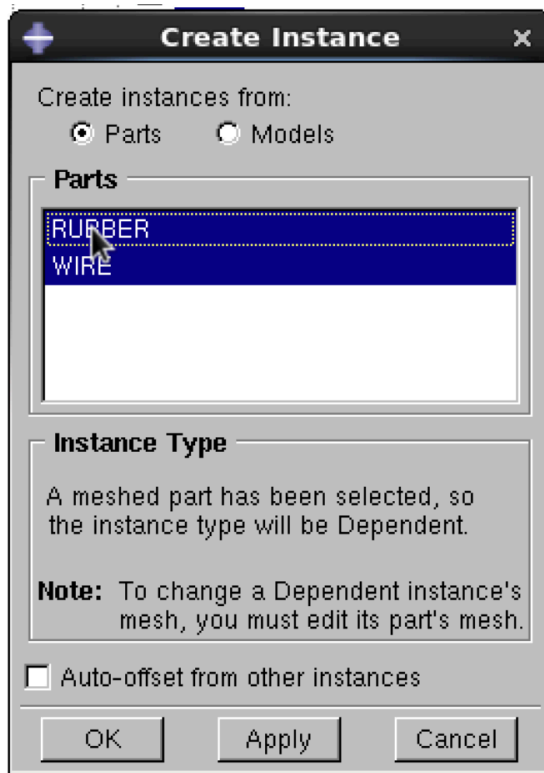 Create Instance
Create instances from:
Parts Models
Parts
RUBBER
WIRE
Instance Type
A meshed part has been selected, so
the instance type will be Dependent.
Note: To change a Dependent instance's
mesh, you must edit its part's mesh.
Auto-offset from other instances
OK Apply Cancel